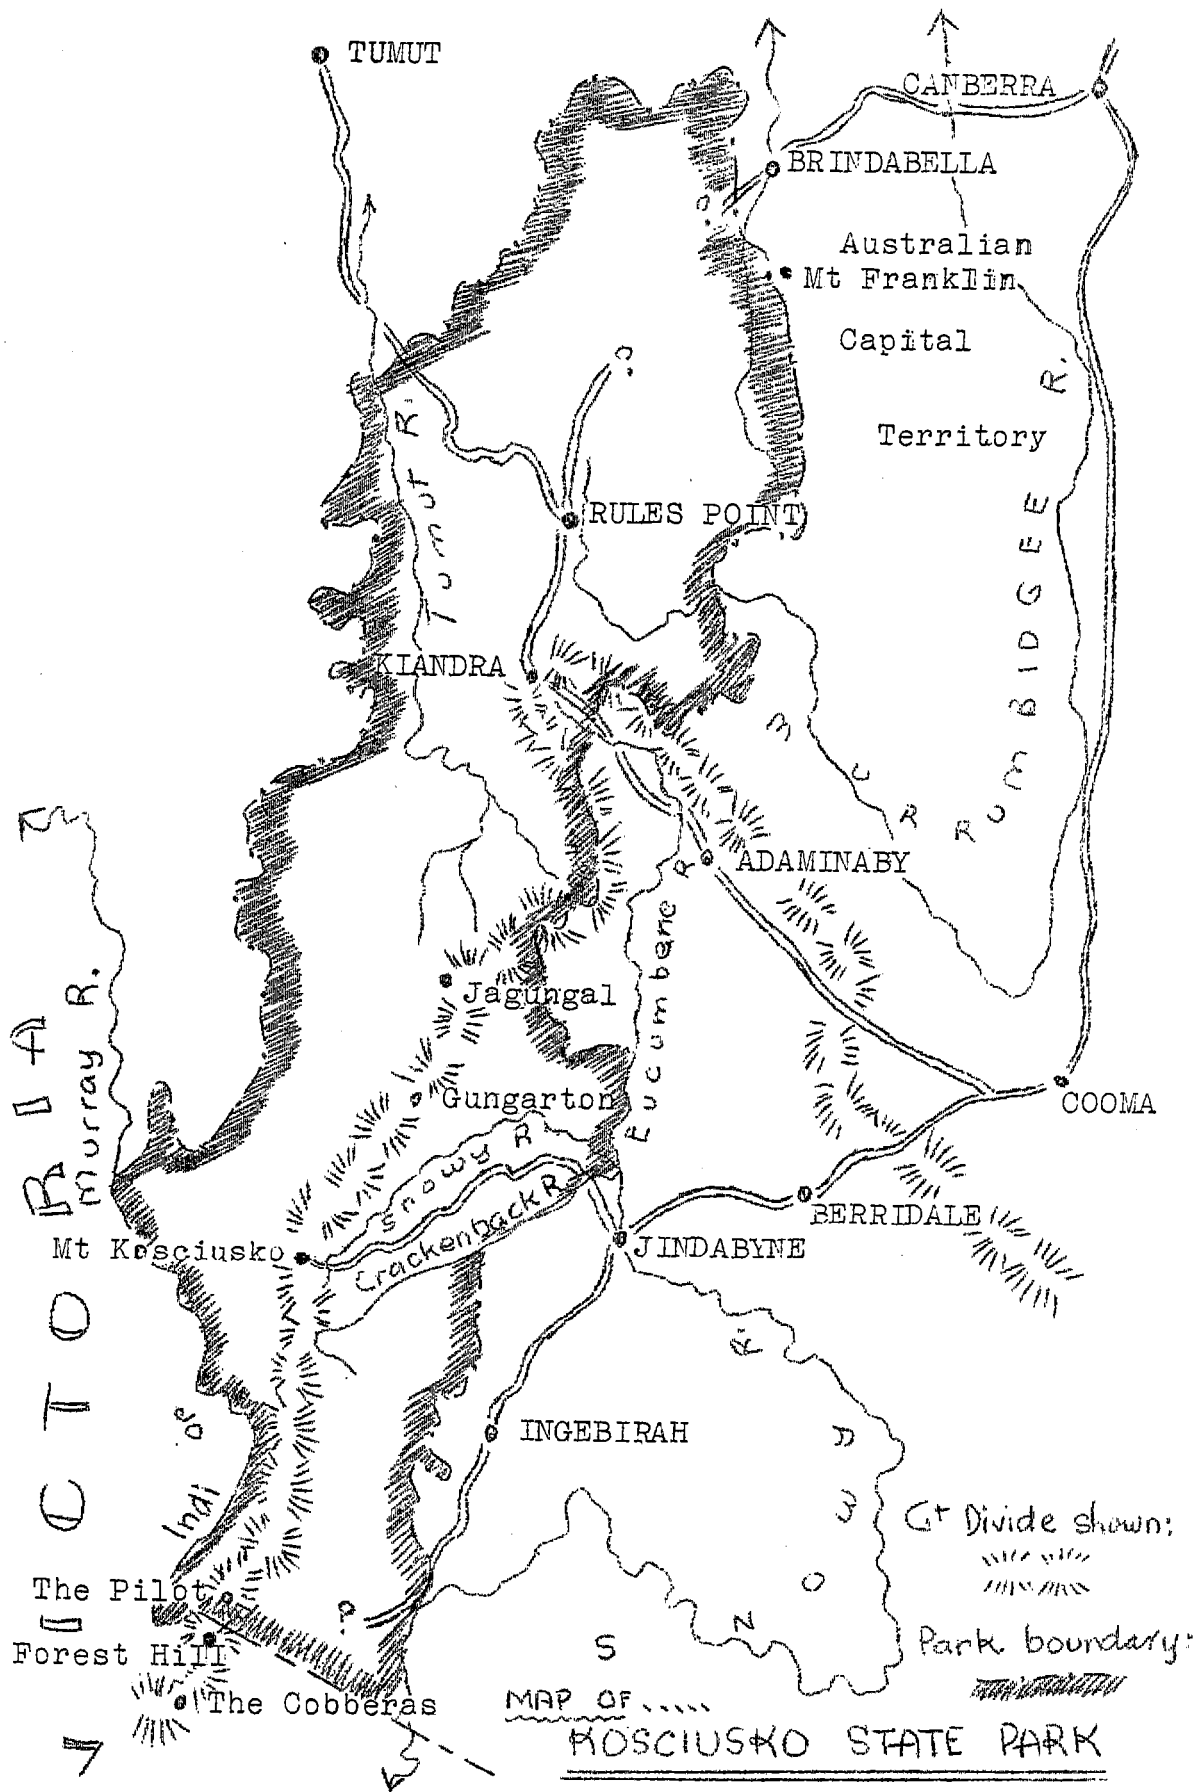 TUMUT
CANBERRA
BRINDABELLA
?
Australian
Mt Franklin
Capital
?
Territory
Tumut R.
RULES POINT
?
KIANDRA
MURRUMBIDGEE R.
ADAMINABY
Eucumbene R
Jagungal
Murray R.
Gungarton
COOMA
Snowy R
Crackenback R
BERRIDALE
Mt Kosciusko
JINDABYNE
VICTORIA
INGEBIRAH
or
Indi
SNOWY R.
Gt Divide shown:
The Pilot
?
Forest Hill
Park boundary:
The Cobberas
MAP OF .....
KOSCIUSKO STATE PARK